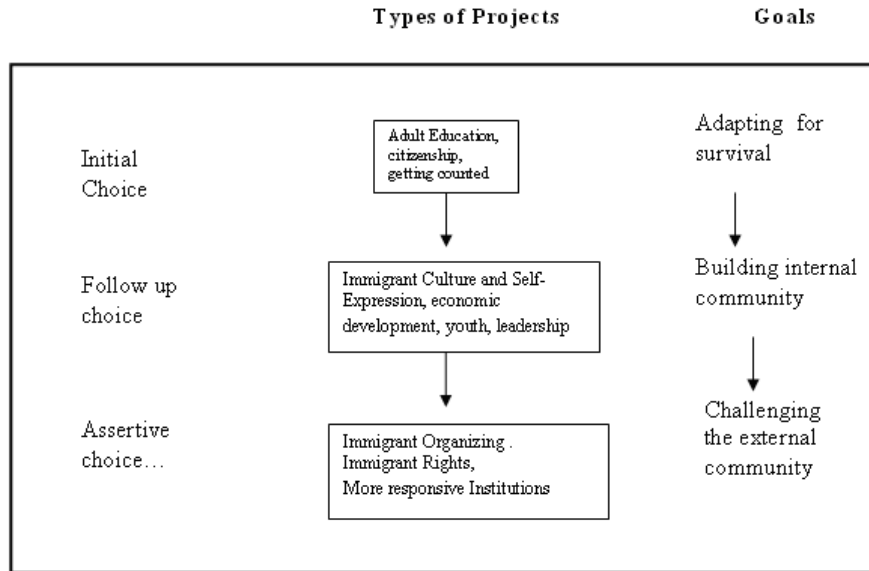 Types of Projects
Goals
Initial
Choice
Adult Education,
citizenship,
getting counted
Adapting for
survival
Follow up
choice
Immigrant Culture and Self-
Expression, economic
development, youth, leadership
Building internal
community
Assertive
choice…
Immigrant Organizing .
Immigrant Rights,
More responsive Institutions
Challenging
the external
community